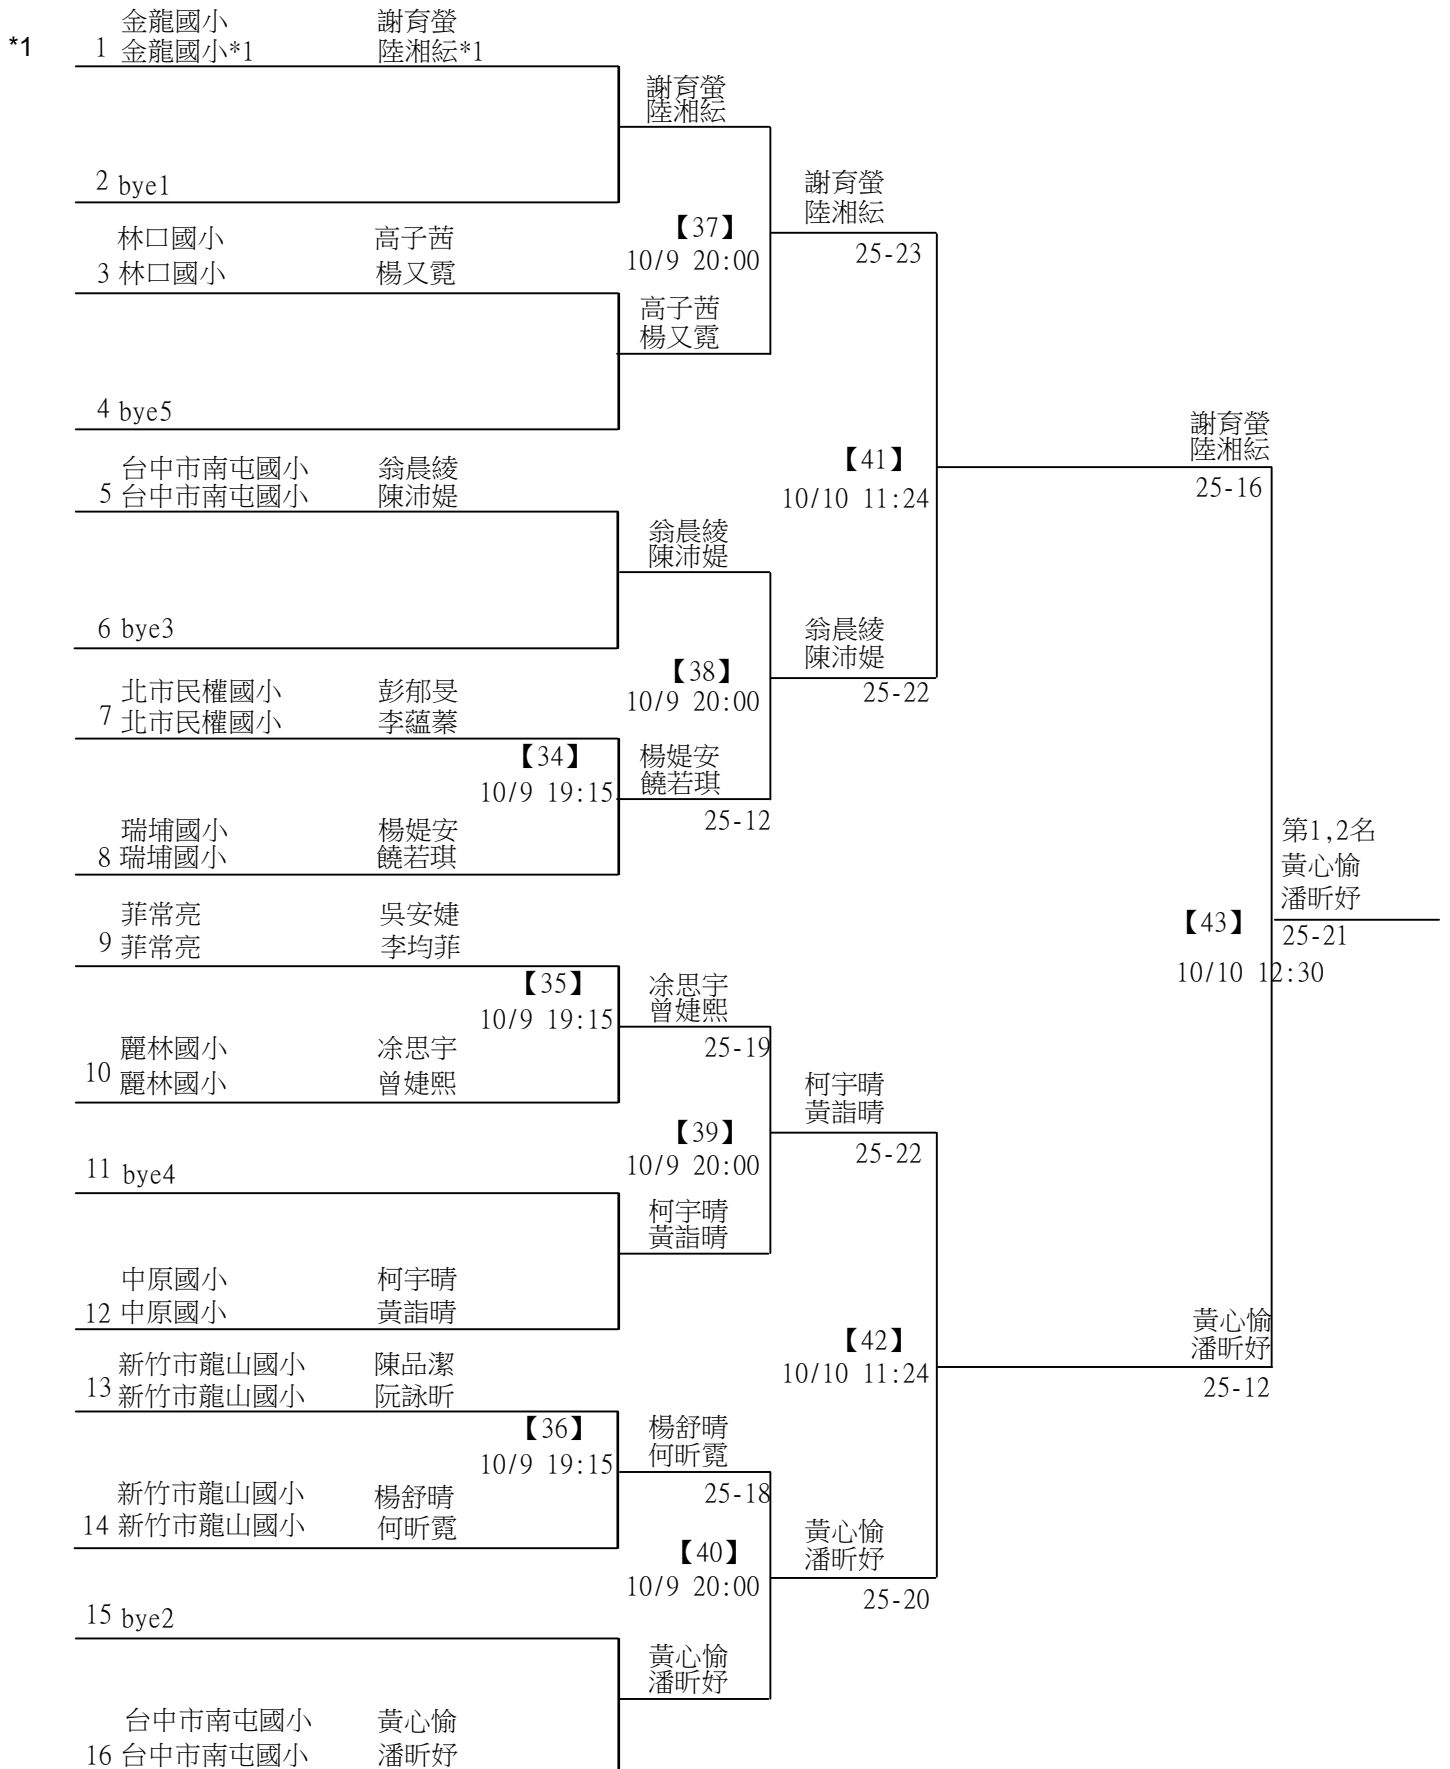 金龍國小 謝育螢
*1 1 金龍國小*1 陸湘紜*1
謝育螢
陸湘紜
2 bye1
謝育螢
陸湘紜
25-23
【37】
10/9 20:00
林口國小 高子茜
3 林口國小 楊又霓
高子茜
楊又霓
4 bye5
謝育螢
陸湘紜
25-16
【41】
10/10 11:24
台中市南屯國小 翁晨綾
5 台中市南屯國小 陳沛媞
翁晨綾
陳沛媞
6 bye3
翁晨綾
陳沛媞
25-22
【38】
10/9 20:00
北市民權國小 彭郁旻
7 北市民權國小 李蘊蓁
【34】
10/9 19:15
楊媞安
饒若琪
25-12
瑞埔國小 楊媞安
8 瑞埔國小 饒若琪
第1,2名
黃心愉
潘昕妤
25-21
【43】
10/10 12:30
菲常亮 吳安婕
9 菲常亮 李均菲
【35】
10/9 19:15
凃思宇
曾婕熙
25-19
麗林國小 凃思宇
10 麗林國小 曾婕熙
柯宇晴
黃詣晴
25-22
【39】
10/9 20:00
11 bye4
柯宇晴
黃詣晴
中原國小 柯宇晴
12 中原國小 黃詣晴
黃心愉
潘昕妤
25-12
【42】
10/10 11:24
新竹市龍山國小 陳品潔
13 新竹市龍山國小 阮詠昕
【36】
10/9 19:15
楊舒晴
何昕霓
25-18
新竹市龍山國小 楊舒晴
14 新竹市龍山國小 何昕霓
黃心愉
潘昕妤
25-20
【40】
10/9 20:00
15 bye2
黃心愉
潘昕妤
台中市南屯國小 黃心愉
16 台中市南屯國小 潘昕妤